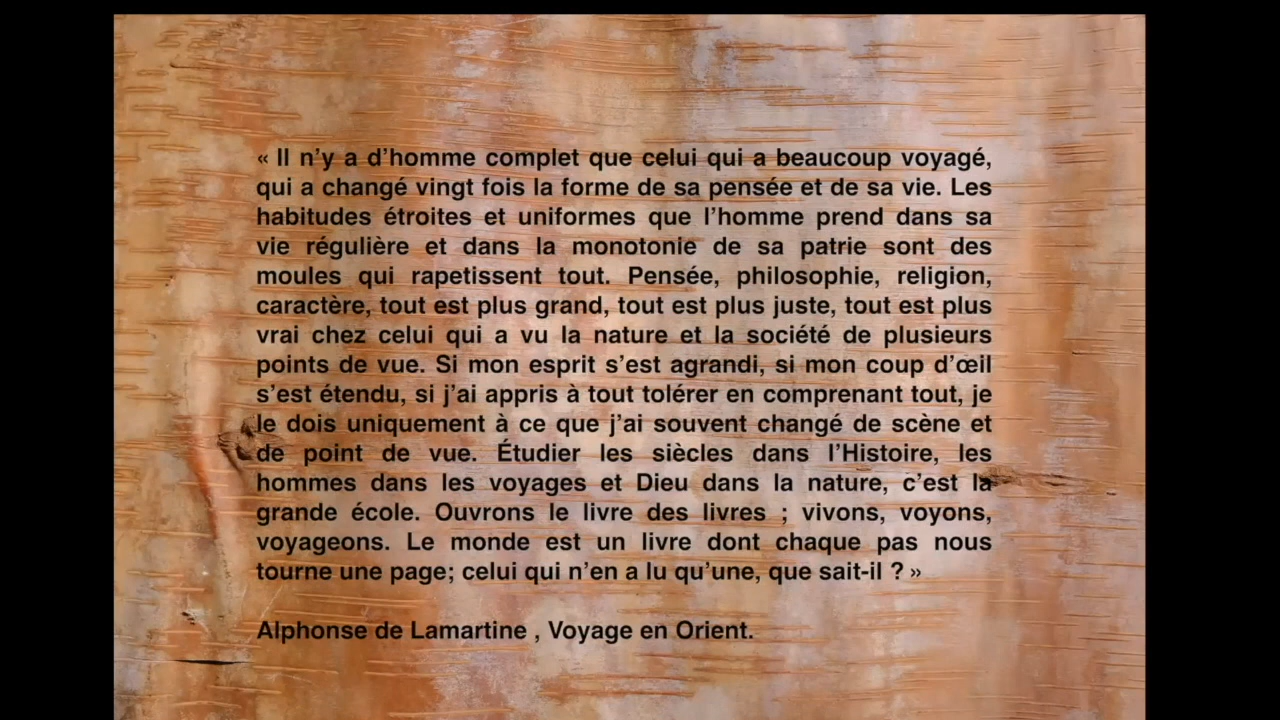 « Il n’y a d’homme complet que celui qui a beaucoup voyagé,
qui a changé vingt fois la forme de sa pensée et de sa vie. Les
habitudes étroites et uniformes que l’homme prend dans sa
vie régulière et dans la monotonie de sa patrie sont des
moules qui rapetissent tout. Pensée, philosophie, religion,
caractère, tout est plus grand, tout est plus juste, tout est plus
vrai chez celui qui a vu la nature et la société de plusieurs
points de vue. Si mon esprit s’est agrandi, si mon coup d’œil
s’est étendu, si j’ai appris à tout tolérer en comprenant tout, je
le dois uniquement à ce que j’ai souvent changé de scène et
de point de vue. Étudier les siècles dans l’Histoire, les
hommes dans les voyages et Dieu dans la nature, c’est la
grande école. Ouvrons le livre des livres ; vivons, voyons,
voyageons. Le monde est un livre dont chaque pas nous
tourne une page; celui qui n’en a lu qu’une, que sait-il ? »
Alphonse de Lamartine , Voyage en Orient.